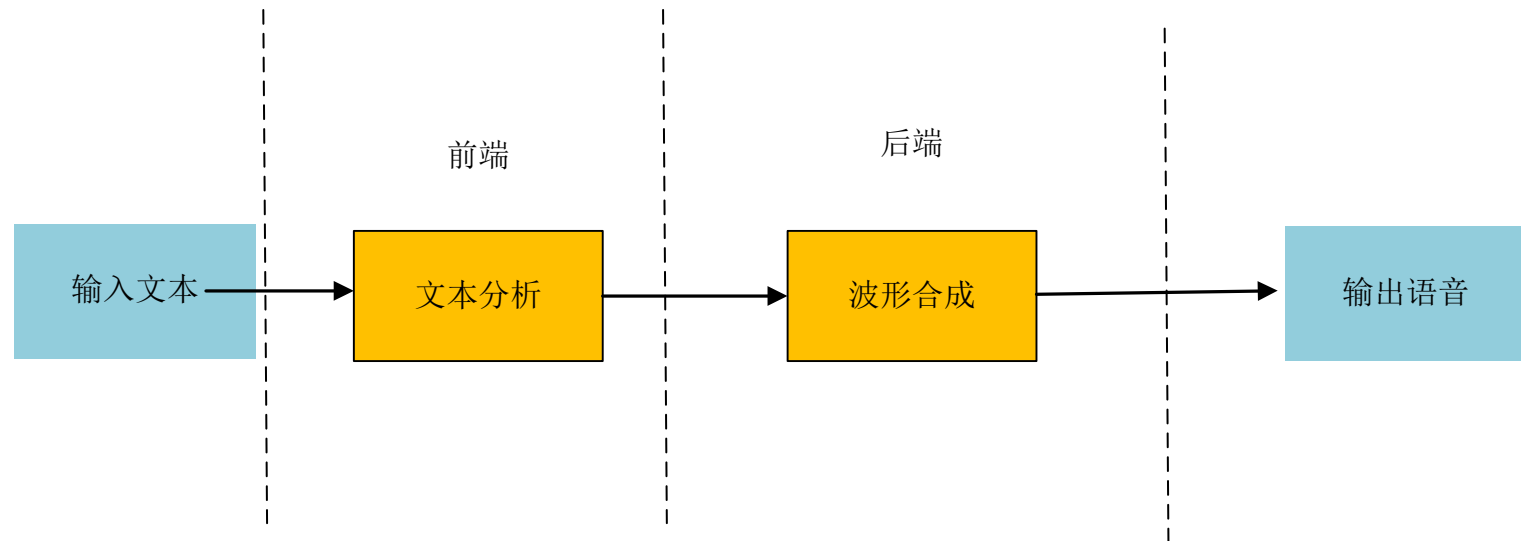 前端
后端
输入文本
文本分析
波形合成
输出语音